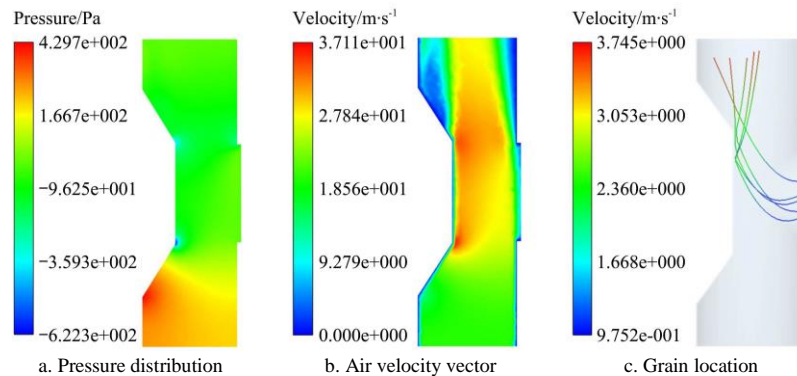 Pressure/Pa
4.297e+002
1.667e+002
−9.625e+001
−3.593e+002
−6.223e+002
a. Pressure distribution
Velocity/m·s⁻¹
3.711e+001
2.784e+001
1.856e+001
9.279e+000
0.000e+000
b. Air velocity vector
Velocity/m·s⁻¹
3.745e+000
3.053e+000
2.360e+000
1.668e+000
9.752e-001
c. Grain location